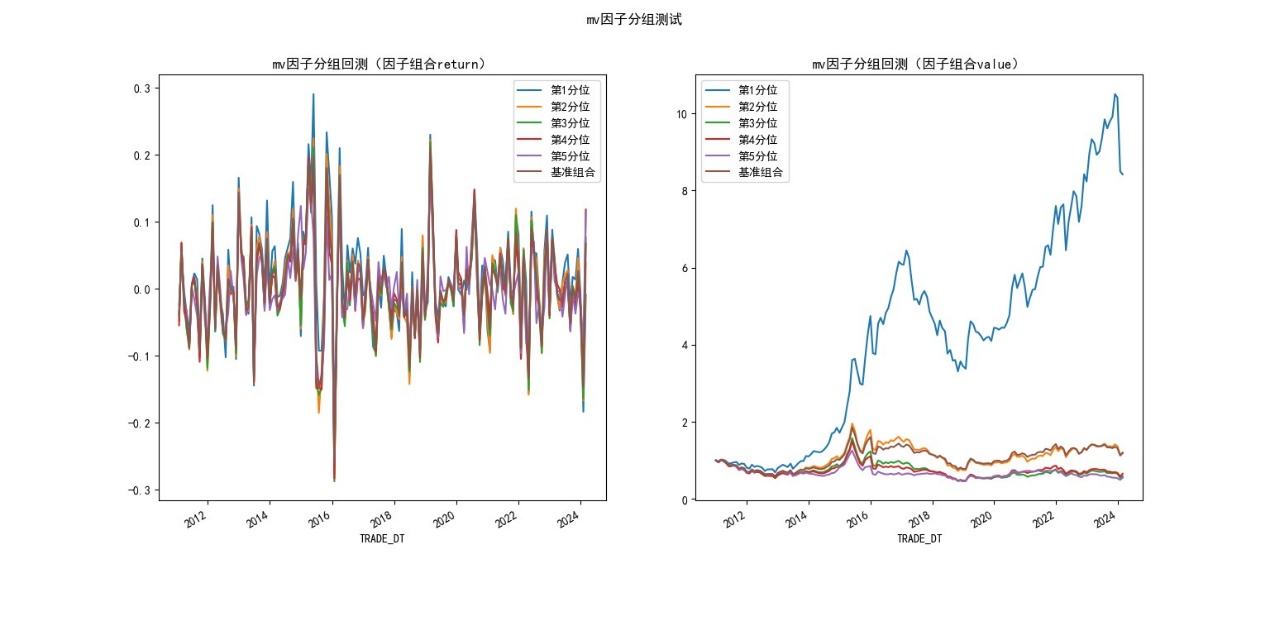 mv因子分组测试
mv因子分组回测（因子组合return）
0.3
0.2
0.1
0.0
−0.1
−0.2
−0.3
第1分位
第2分位
第3分位
第4分位
第5分位
基准组合
2012
2014
2016
2018
2020
2022
2024
TRADE_DT
mv因子分组回测（因子组合value）
10
8
6
4
2
0
第1分位
第2分位
第3分位
第4分位
第5分位
基准组合
2012
2014
2016
2018
2020
2022
2024
TRADE_DT